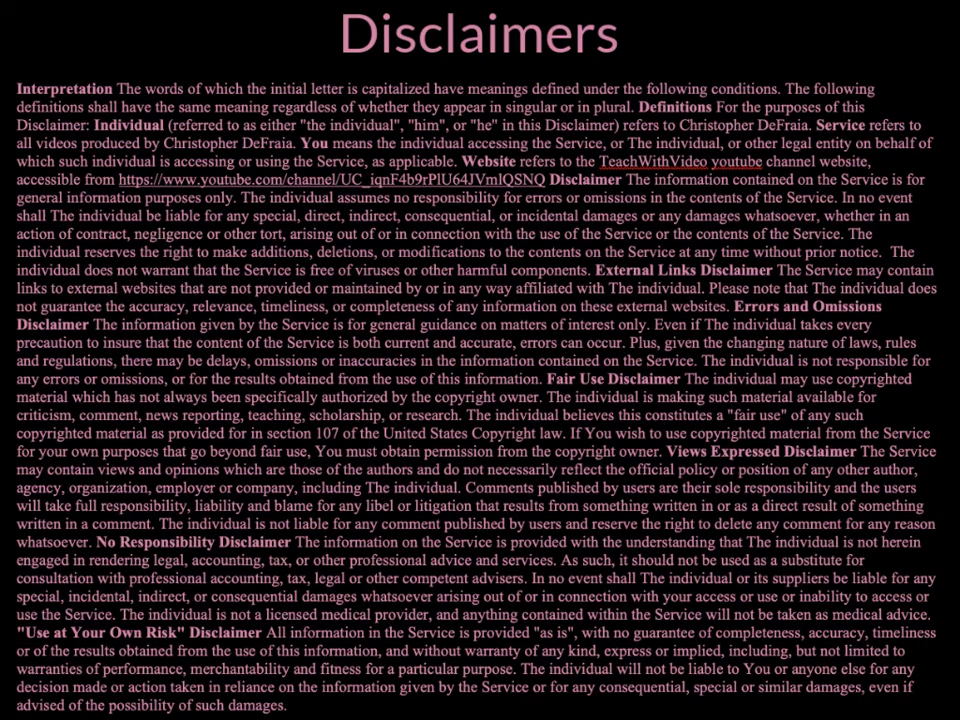 Disclaimers
Interpretation The words of which the initial letter is capitalized have meanings defined under the following conditions. The following
definitions shall have the same meaning regardless of whether they appear in singular or in plural. Definitions For the purposes of this
Disclaimer: Individual (referred to as either "the individual", "him", or "he" in this Disclaimer) refers to Christopher DeFraia. Service refers to
all videos produced by Christopher DeFraia. You means the individual accessing the Service, or The individual, or other legal entity on behalf of
which such individual is accessing or using the Service, as applicable. Website refers to the TeachWithVideo youtube channel website,
accessible from https://www.youtube.com/channel/UC_iqnF4b9rPlU64JVmlQSNQ Disclaimer The information contained on the Service is for
general information purposes only. The individual assumes no responsibility for errors or omissions in the contents of the Service. In no event
shall The individual be liable for any special, direct, indirect, consequential, or incidental damages or any damages whatsoever, whether in an
action of contract, negligence or other tort, arising out of or in connection with the use of the Service or the contents of the Service. The
individual reserves the right to make additions, deletions, or modifications to the contents on the Service at any time without prior notice. The
individual does not warrant that the Service is free of viruses or other harmful components. External Links Disclaimer The Service may contain
links to external websites that are not provided or maintained by or in any way affiliated with The individual. Please note that The individual does
not guarantee the accuracy, relevance, timeliness, or completeness of any information on these external websites. Errors and Omissions
Disclaimer The information given by the Service is for general guidance on matters of interest only. Even if The individual takes every
precaution to insure that the content of the Service is both current and accurate, errors can occur. Plus, given the changing nature of laws, rules
and regulations, there may be delays, omissions or inaccuracies in the information contained on the Service. The individual is not responsible for
any errors or omissions, or for the results obtained from the use of this information. Fair Use Disclaimer The individual may use copyrighted
material which has not always been specifically authorized by the copyright owner. The individual is making such material available for
criticism, comment, news reporting, teaching, scholarship, or research. The individual believes this constitutes a "fair use" of any such
copyrighted material as provided for in section 107 of the United States Copyright law. If You wish to use copyrighted material from the Service
for your own purposes that go beyond fair use, You must obtain permission from the copyright owner. Views Expressed Disclaimer The Service
may contain views and opinions which are those of the authors and do not necessarily reflect the official policy or position of any other author,
agency, organization, employer or company, including The individual. Comments published by users are their sole responsibility and the users
will take full responsibility, liability and blame for any libel or litigation that results from something written in or as a direct result of something
written in a comment. The individual is not liable for any comment published by users and reserve the right to delete any comment for any reason
whatsoever. No Responsibility Disclaimer The information on the Service is provided with the understanding that The individual is not herein
engaged in rendering legal, accounting, tax, or other professional advice and services. As such, it should not be used as a substitute for
consultation with professional accounting, tax, legal or other competent advisers. In no event shall The individual or its suppliers be liable for any
special, incidental, indirect, or consequential damages whatsoever arising out of or in connection with your access or use or inability to access or
use the Service. The individual is not a licensed medical provider, and anything contained within the Service will not be taken as medical advice.
"Use at Your Own Risk" Disclaimer All information in the Service is provided "as is", with no guarantee of completeness, accuracy, timeliness
or of the results obtained from the use of this information, and without warranty of any kind, express or implied, including, but not limited to
warranties of performance, merchantability and fitness for a particular purpose. The individual will not be liable to You or anyone else for any
decision made or action taken in reliance on the information given by the Service or for any consequential, special or similar damages, even if
advised of the possibility of such damages.